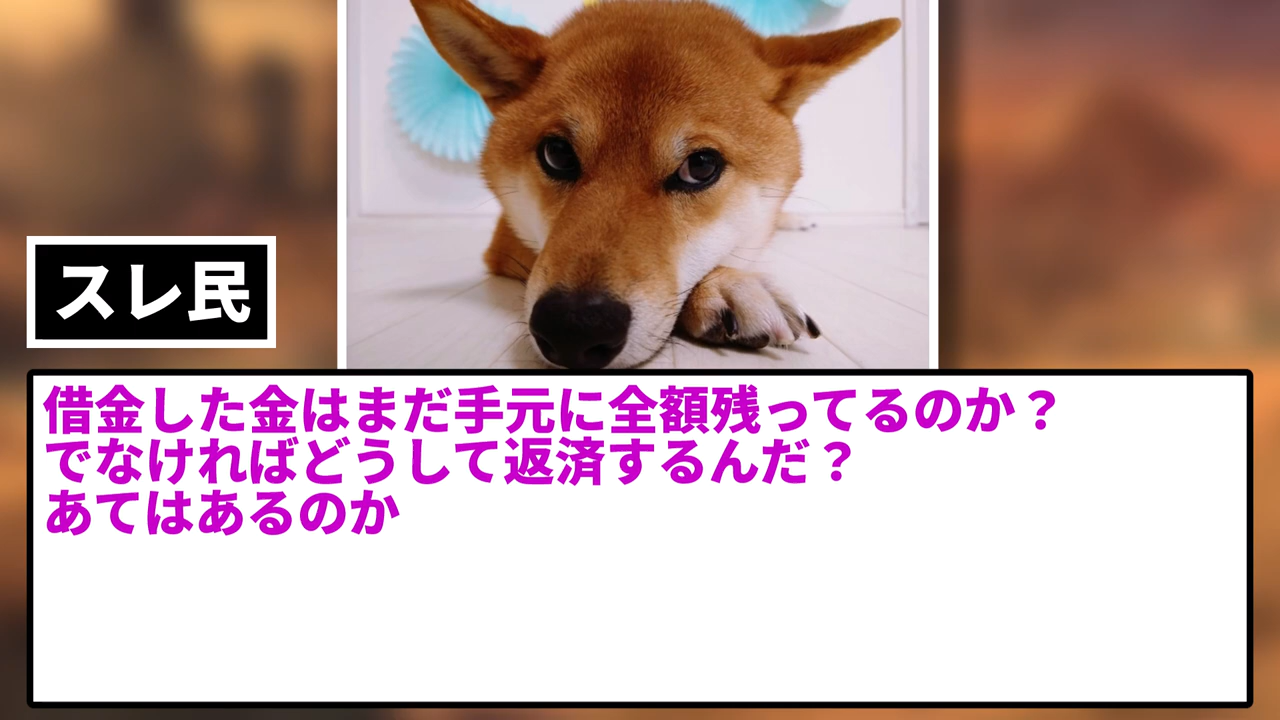 スレ民
借金した金はまだ手元に全額残ってるのか？
でなければどうして返済するんだ？
あてはあるのか